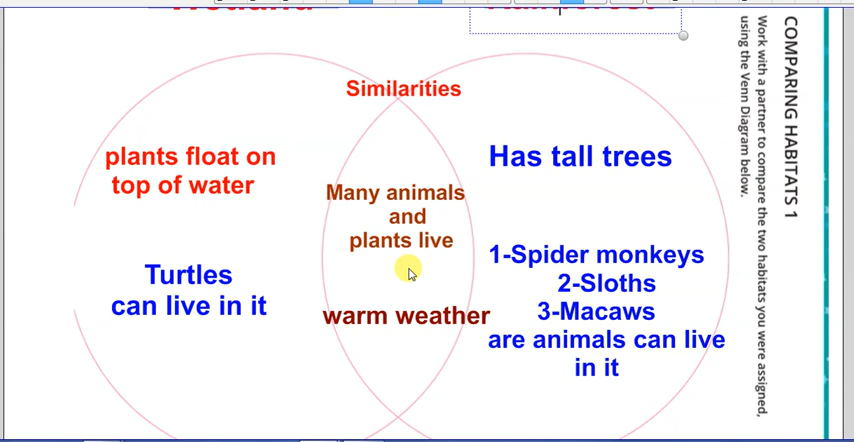 Wetland
Rainforest
Similarities
plants float on
top of water
Turtles
can live in it
Many animals
and
plants live
warm weather
Has tall trees
1-Spider monkeys
2-Sloths
3-Macaws
are animals can live
in it
COMPARING HABITATS 1
Work with a partner to compare the two habitats you were assigned,
using the Venn Diagram below.